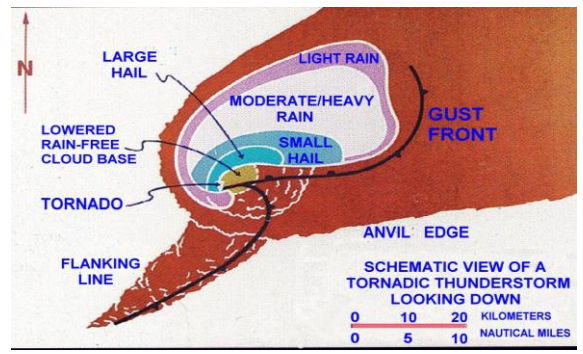 N
LARGE
HAIL
LIGHT RAIN
MODERATE/HEAVY
RAIN
GUST
FRONT
LOWERED
RAIN-FREE
CLOUD BASE
SMALL
HAIL
TORNADO
ANVIL EDGE
FLANKING
LINE
SCHEMATIC VIEW OF A
TORNADIC THUNDERSTORM
LOOKING DOWN
0 10 20 KILOMETERS
0 5 10 NAUTICAL MILES